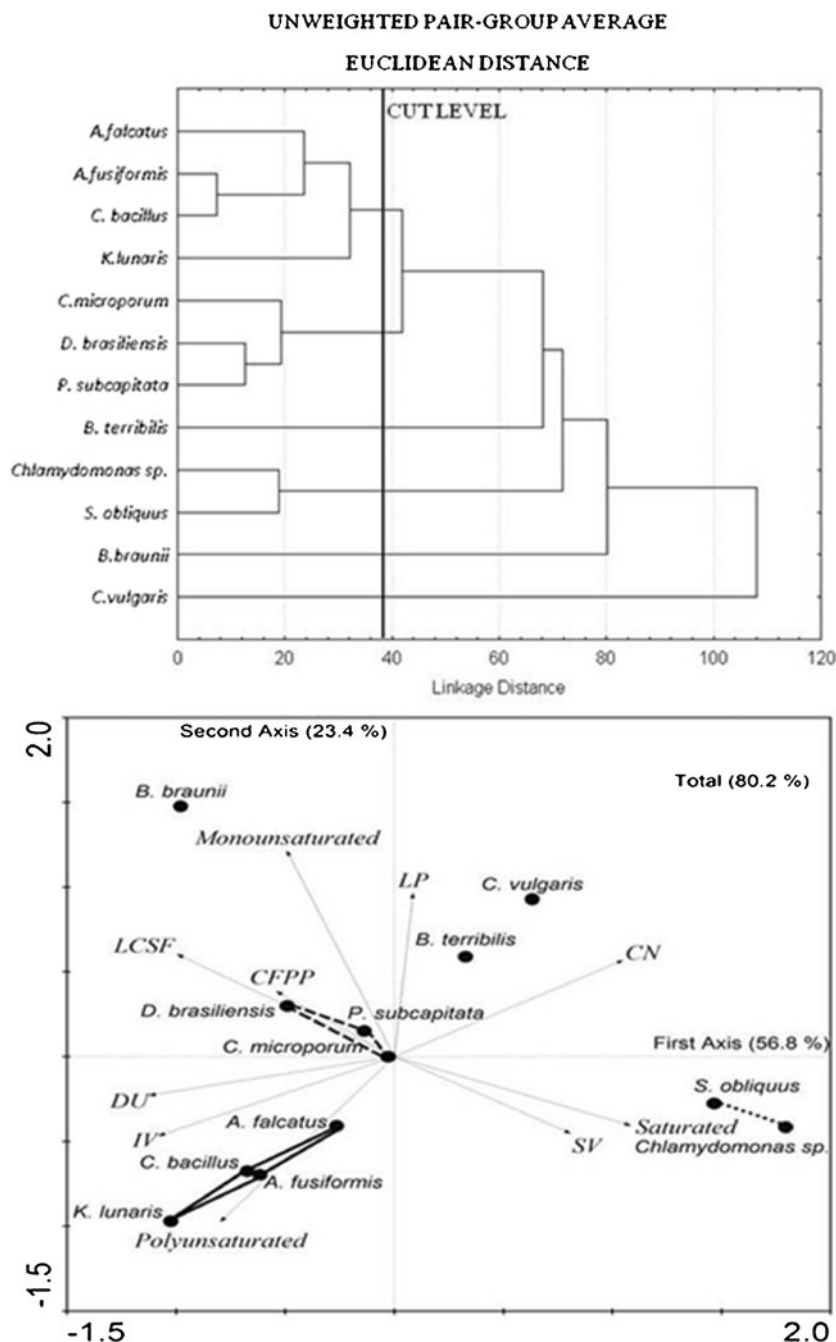 UNWEIGHTED PAIR-GROUP AVERAGE
EUCLIDEAN DISTANCE
CUT LEVEL
A.falcatus
A.fusiformis
C. bacillus
K.lunaris
C.microporum
D. brasiliensis
P. subcapitata
B. terribilis
Chlamydomonas sp.
S. obliquus
B.braunii
C.vulgaris
0 20 40 60 80 100 120
Linkage Distance
2.0
Second Axis (23.4 %)
Total (80.2 %)
B. braunii
Monounsaturated
LP
C. vulgaris
B. terribilis
CN
LCSF
CFPP
D. brasiliensis
P. subcapitata
C. microporum
First Axis (56.8 %)
S. obliquus
DU
IV
A. falcatus
Saturated
SV
Chlamydomonas sp.
C. bacillus
A. fusiformis
K. lunaris
Polyunsaturated
-1.5
-1.5 2.0